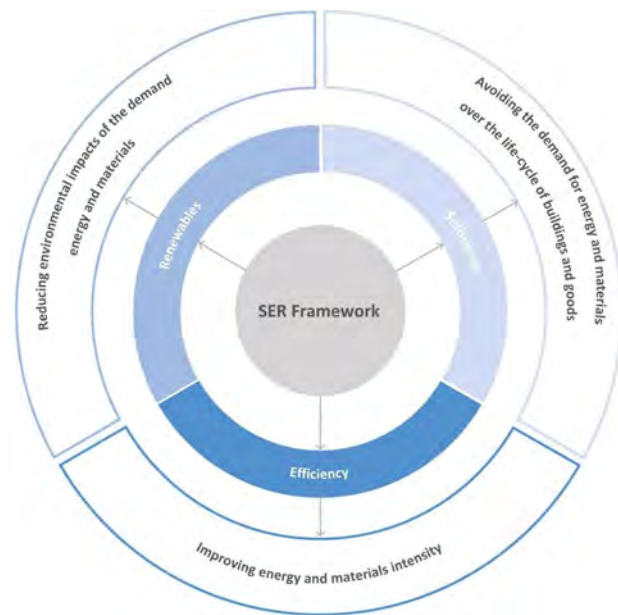 SER Framework
Renewables
Sufficiency
Efficiency
Reducing environmental impacts of the demand
energy and materials
Avoiding the demand for energy and materials
over the life-cycle of buildings and goods
Improving energy and materials intensity